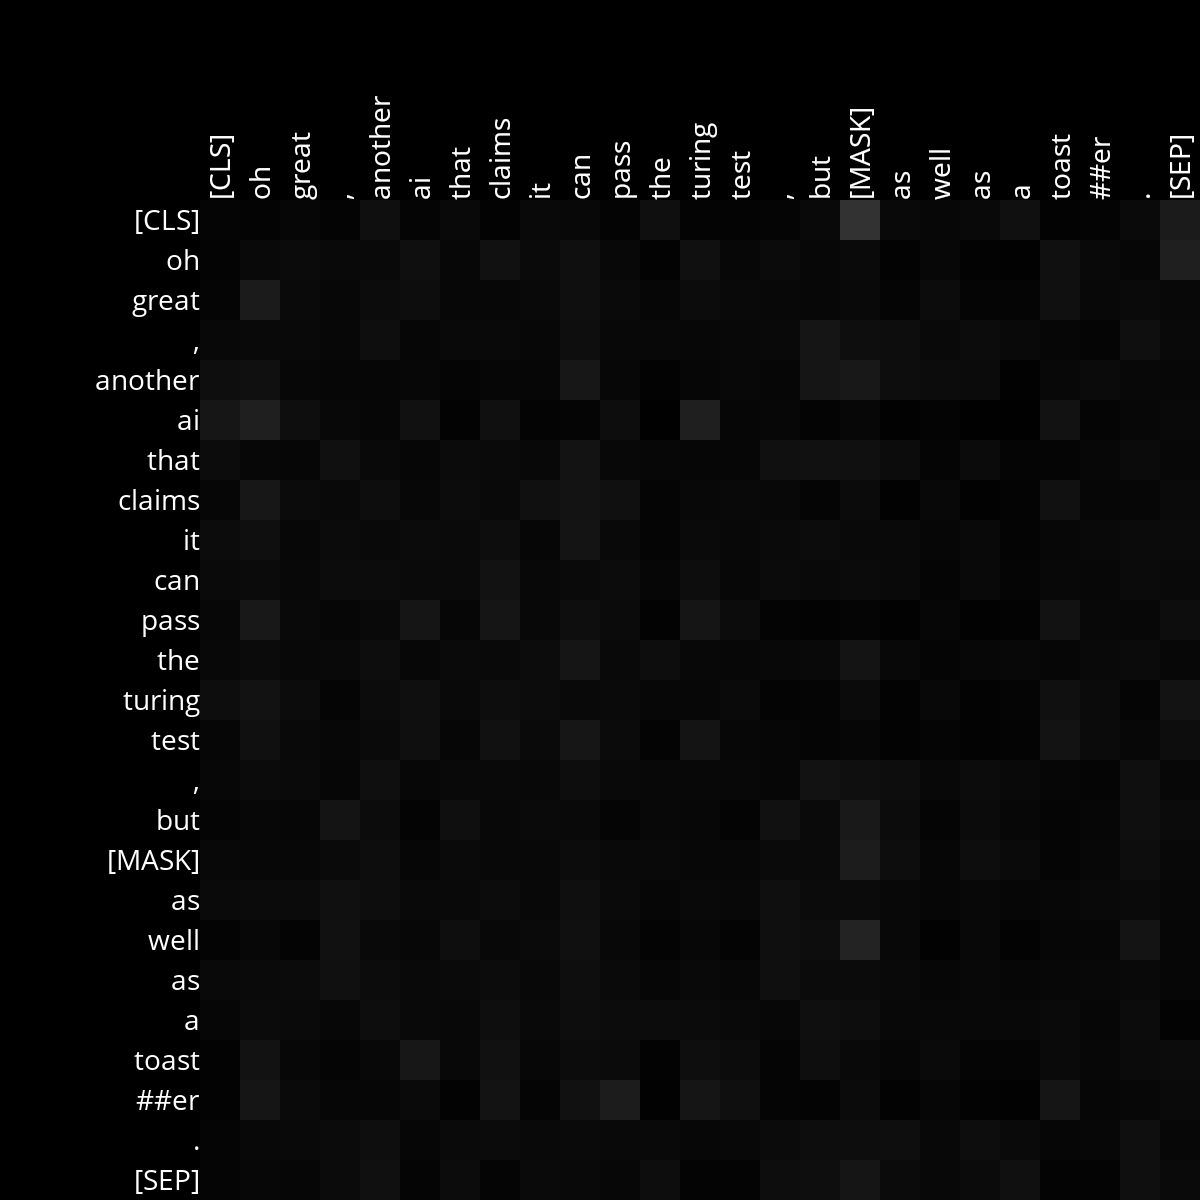 [CLS] oh great , another ai that claims it can pass the turing test , but [MASK] as well as a toast ##er . [SEP]
[CLS]
oh
great
,
another
ai
that
claims
it
can
pass
the
turing
test
,
but
[MASK]
as
well
as
a
toast
##er
.
[SEP]